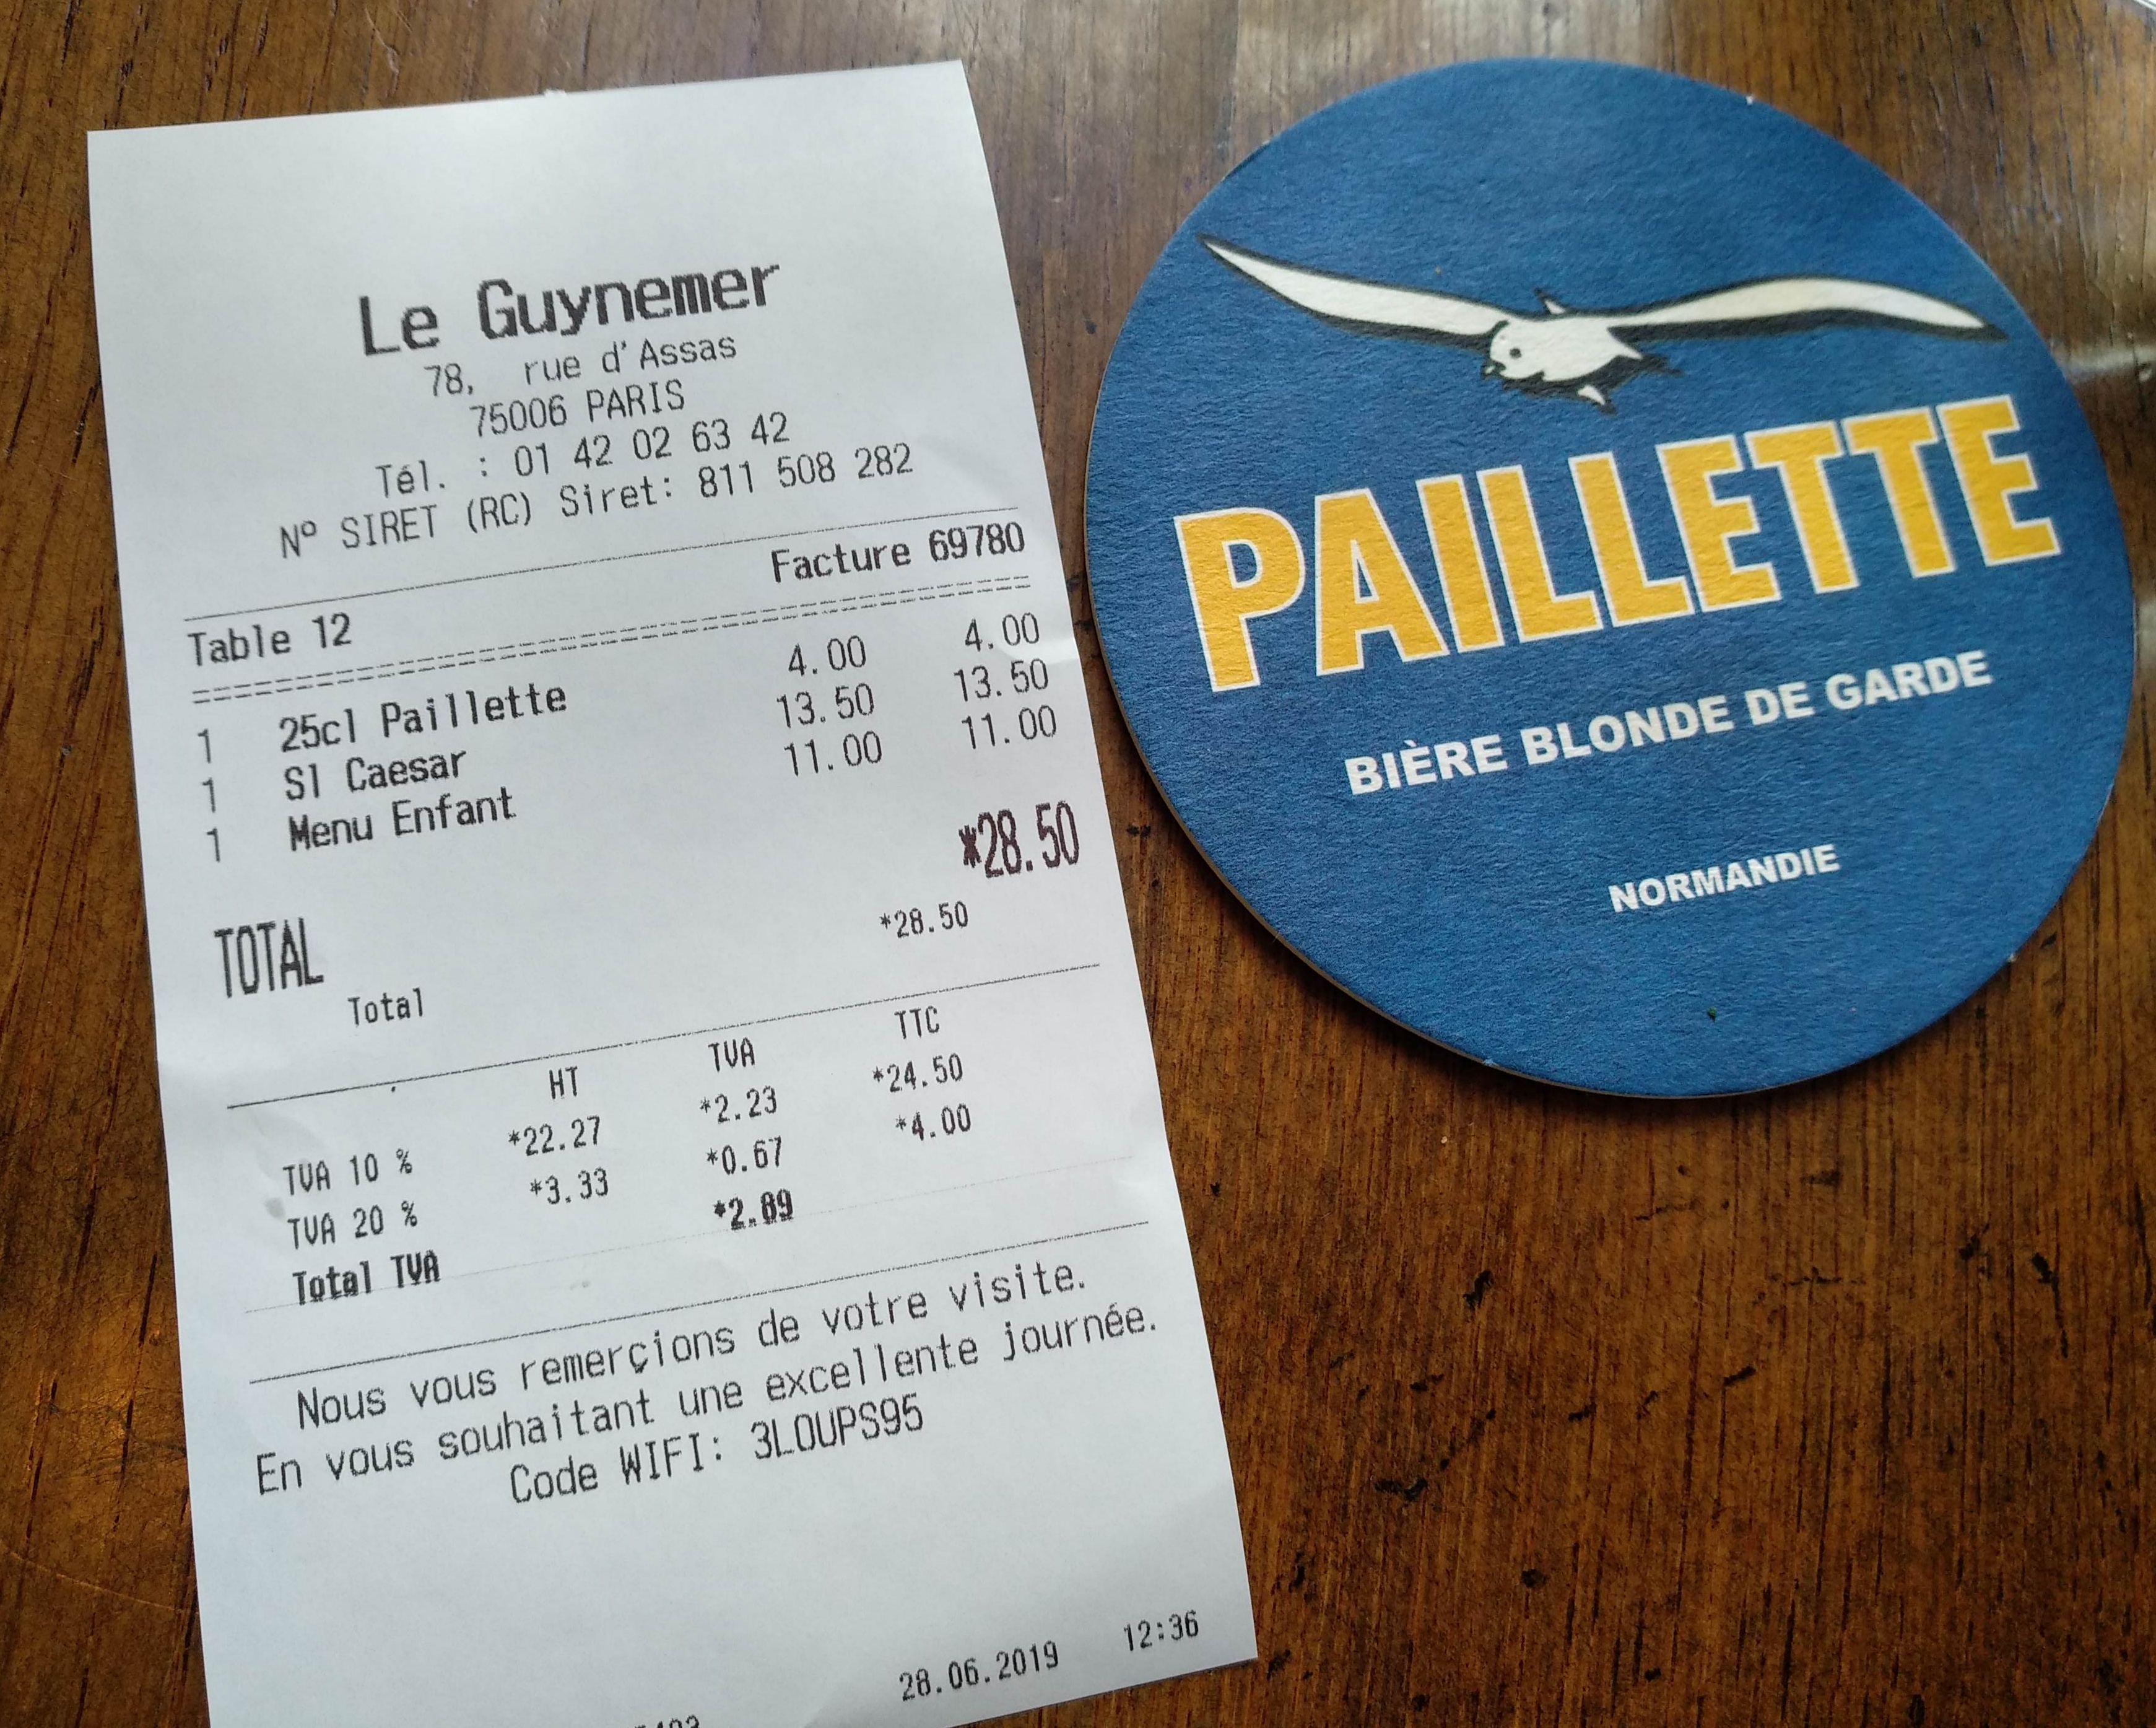 Le Guynemer
78, rue d'Assas
75006 PARIS
Tél. : 01 42 02 63 42
Nº SIRET (RC) Siret: 811 508 282
Facture 69780
Table 12
1 25cl Paillette 4.00 4.00
1 Sl Caesar 13.50 13.50
1 Menu Enfant 11.00 11.00
TOTAL *28.50
Total *28.50
HT TVA TTC
TVA 10 % *22.27 *2.23 *24.50
TVA 20 % *3.33 *0.67 *4.00
Total TVA *2.89
Nous vous remerçions de votre visite.
En vous souhaitant une excellente journée.
Code WIFI: 3LOUPS95
28.06.2019 12:36
PAILLETTE
BIÈRE BLONDE DE GARDE
NORMANDIE